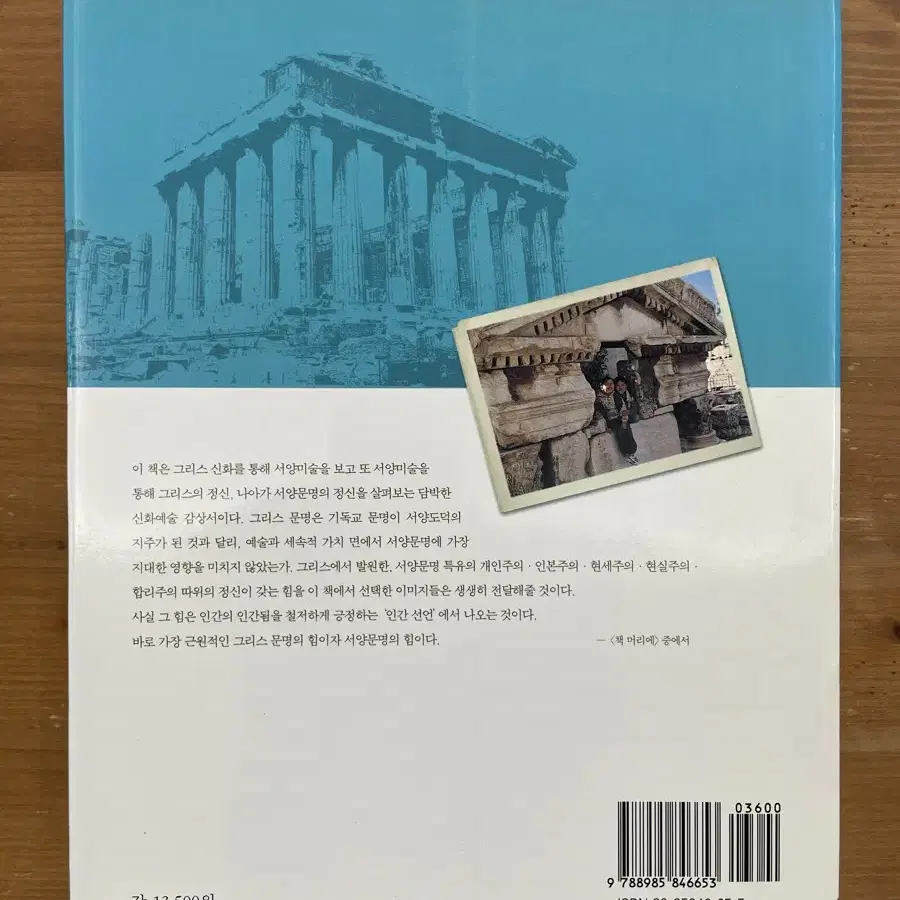 이 책은 그리스 신화를 통해 서양미술을 보고 또 서양미술을
통해 그리스의 정신, 나아가 서양문명의 정신을 살펴보는 담박한
신화예술 감상서이다. 그리스 문명은 기독교 문명이 서양도덕의
지주가 된 것과 달리, 예술과 세속적 가치 면에서 서양문명에 가장
지대한 영향을 미치지 않았는가. 그리스에서 발원한, 서양문명 특유의 개인주의 · 인본주의 · 현세주의 · 현실주의 ·
합리주의 따위의 정신이 갖는 힘을 이 책에서 선택한 이미지들은 생생히 전달해줄 것이다.
사실 그 힘은 인간의 인간됨을 철저하게 긍정하는 '인간 선언'에서 나오는 것이다.
바로 가장 근원적인 그리스 문명의 힘이자 서양문명의 힘이다.
— 〈책 머리에〉 중에서
03600
9 788985 846653
값 13,500원